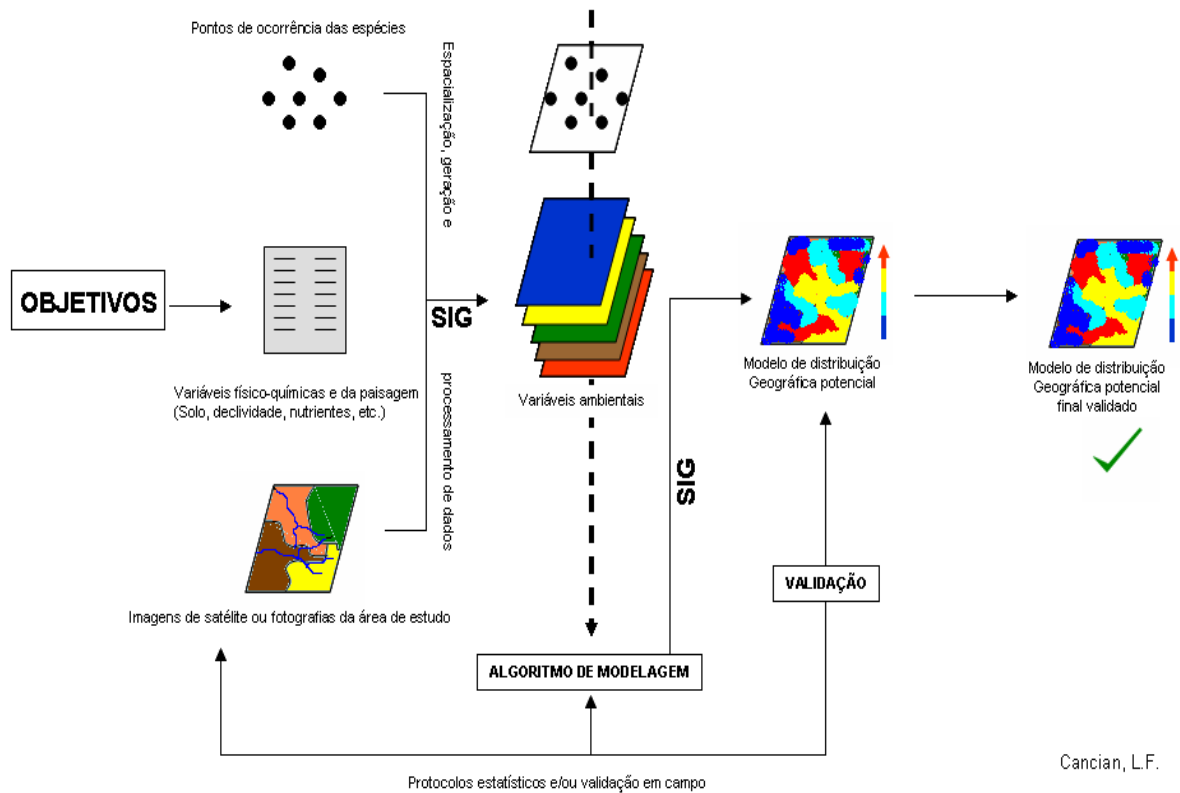 Pontos de ocorrência das espécies
Espacialização, geração e
OBJETIVOS
SIG
Variáveis físico-químicas e da paisagem
(Solo, declividade, nutrientes, etc.)
processamento de dados
Variáveis ambientais
Modelo de distribuição
Geográfica potencial
Modelo de distribuição
Geográfica potencial
final validado
SIG
VALIDAÇÃO
Imagens de satélite ou fotografias da área de estudo
ALGORITMO DE MODELAGEM
Protocolos estatísticos e/ou validação em campo
Cancian, L.F.